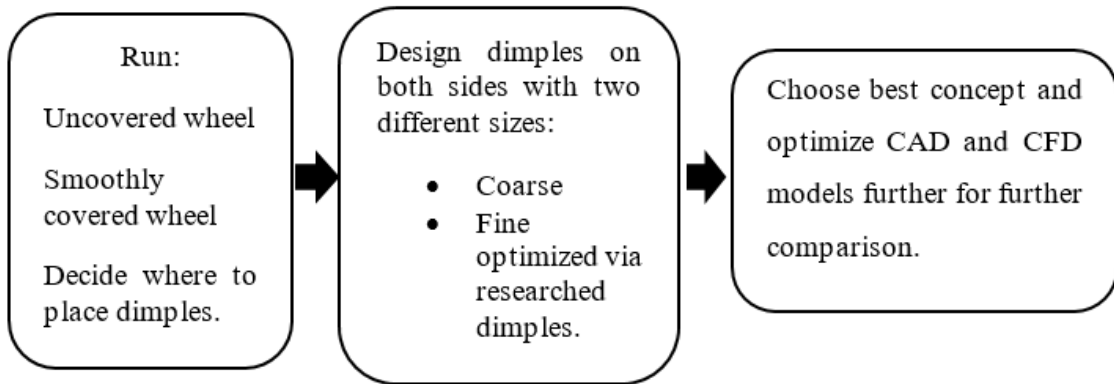 Run:
Uncovered wheel
Smoothly
covered wheel
Decide where to
place dimples.
Design dimples on
both sides with two
different sizes:
• Coarse
• Fine
optimized via
researched
dimples.
Choose best concept and
optimize CAD and CFD
models further for further
comparison.